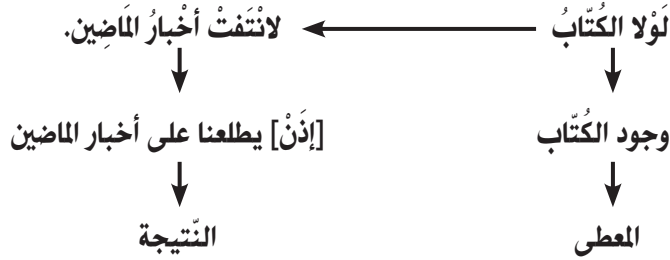 لَوْلا الكُتّابُ لانْتَفتْ أخْبارُ المَاضِين.
وجود الكُتّاب [إذَنْ] يطلعنا على أخبار الماضين
المعطى النّتيجة